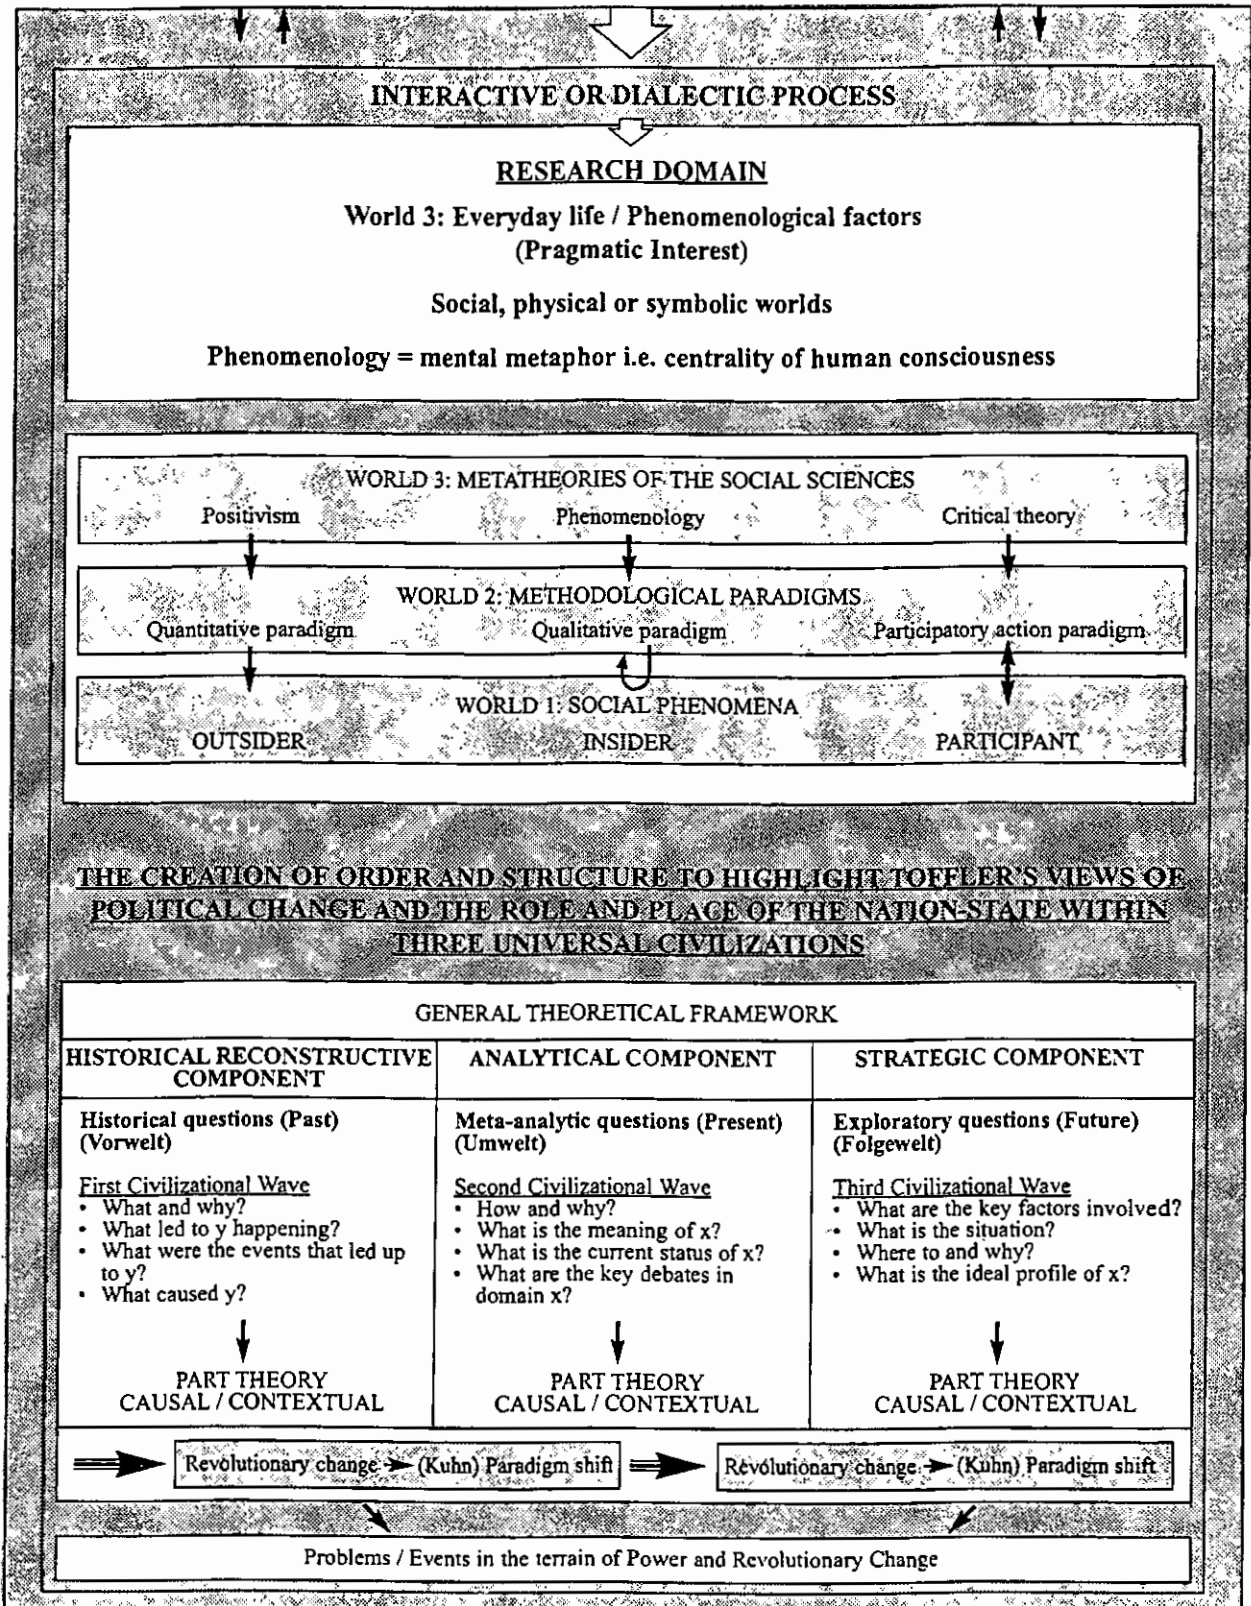 INTERACTIVE OR DIALECTIC PROCESS
RESEARCH DOMAIN
World 3: Everyday life / Phenomenological factors
(Pragmatic Interest)
Social, physical or symbolic worlds
Phenomenology = mental metaphor i.e. centrality of human consciousness
WORLD 3: METATHEORIES OF THE SOCIAL SCIENCES
Positivism Phenomenology Critical theory
WORLD 2: METHODOLOGICAL PARADIGMS
Quantitative paradigm Qualitative paradigm Participatory action paradigm
WORLD 1: SOCIAL PHENOMENA
OUTSIDER INSIDER PARTICIPANT
THE CREATION OF ORDER AND STRUCTURE TO HIGHLIGHT TOFFLER'S VIEWS OF
POLITICAL CHANGE AND THE ROLE AND PLACE OF THE NATION-STATE WITHIN
THREE UNIVERSAL CIVILIZATIONS
GENERAL THEORETICAL FRAMEWORK
HISTORICAL RECONSTRUCTIVE
COMPONENT
Historical questions (Past)
(Vorwelt)
First Civilizational Wave
• What and why?
• What led to y happening?
• What were the events that led up
to y?
• What caused y?
PART THEORY
CAUSAL / CONTEXTUAL
ANALYTICAL COMPONENT
Meta-analytic questions (Present)
(Umwelt)
Second Civilizational Wave
• How and why?
• What is the meaning of x?
• What is the current status of x?
• What are the key debates in
domain x?
PART THEORY
CAUSAL / CONTEXTUAL
STRATEGIC COMPONENT
Exploratory questions (Future)
(Folgewelt)
Third Civilizational Wave
• What are the key factors involved?
• What is the situation?
• Where to and why?
• What is the ideal profile of x?
PART THEORY
CAUSAL / CONTEXTUAL
Revolutionary change → (Kuhn) Paradigm shift
Revolutionary change → (Kuhn) Paradigm shift
Problems / Events in the terrain of Power and Revolutionary Change